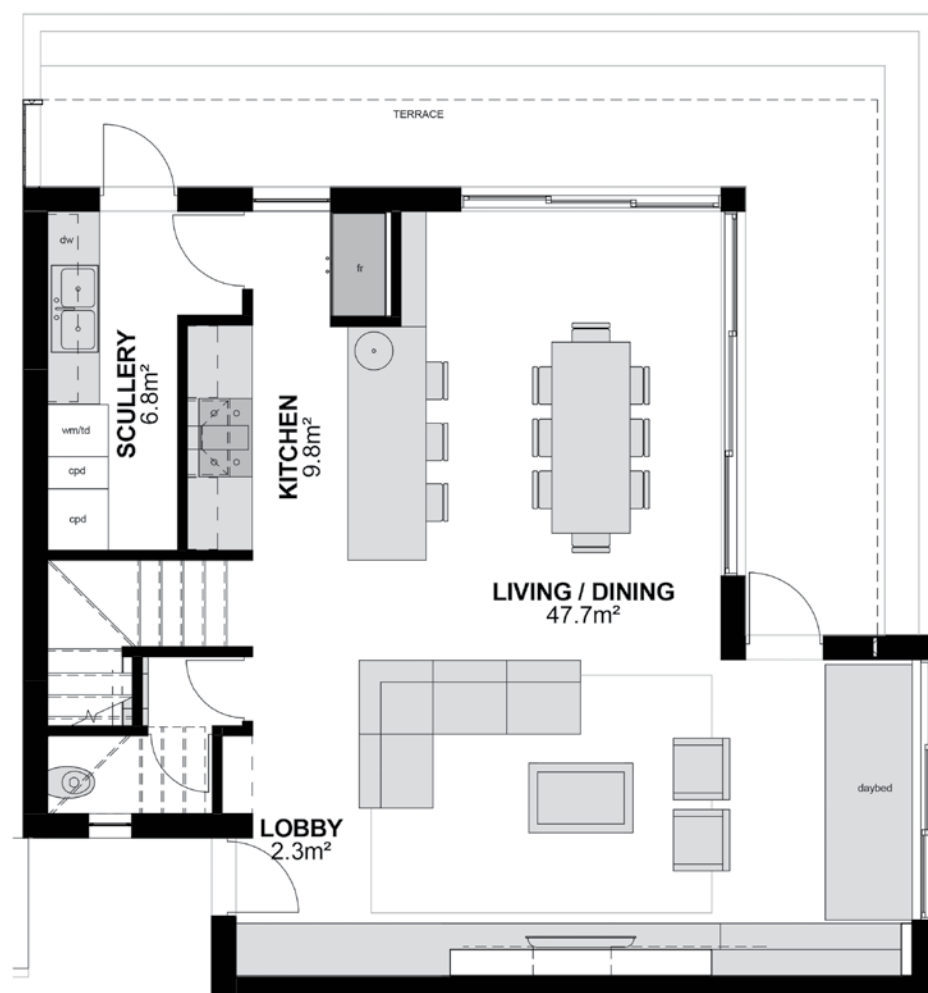 TERRACE
dw
fr
SCULLERY
6.8m²
KITCHEN
9.8m²
wm/td
cpd
cpd
LIVING / DINING
47.7m²
daybed
LOBBY
2.3m²